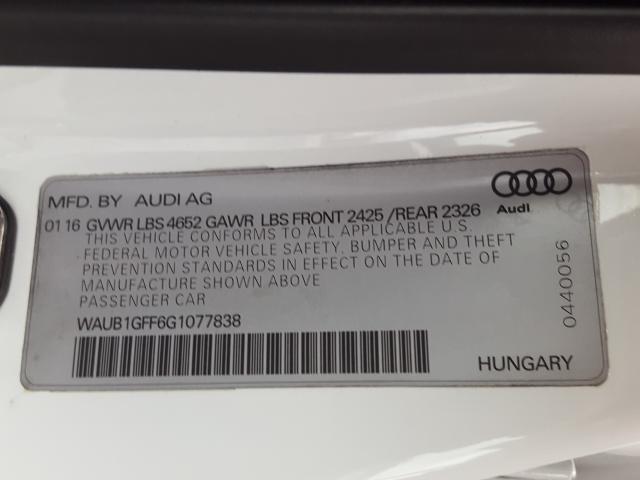 MFD. BY AUDI AG
01 16 GVWR LBS 4652 GAWR LBS FRONT 2425 /REAR 2326
Audi
THIS VEHICLE CONFORMS TO ALL APPLICABLE U.S.
FEDERAL MOTOR VEHICLE SAFETY, BUMPER AND THEFT
PREVENTION STANDARDS IN EFFECT ON THE DATE OF
MANUFACTURE SHOWN ABOVE
PASSENGER CAR
0440056
WAUB1GFF6G1077838
HUNGARY